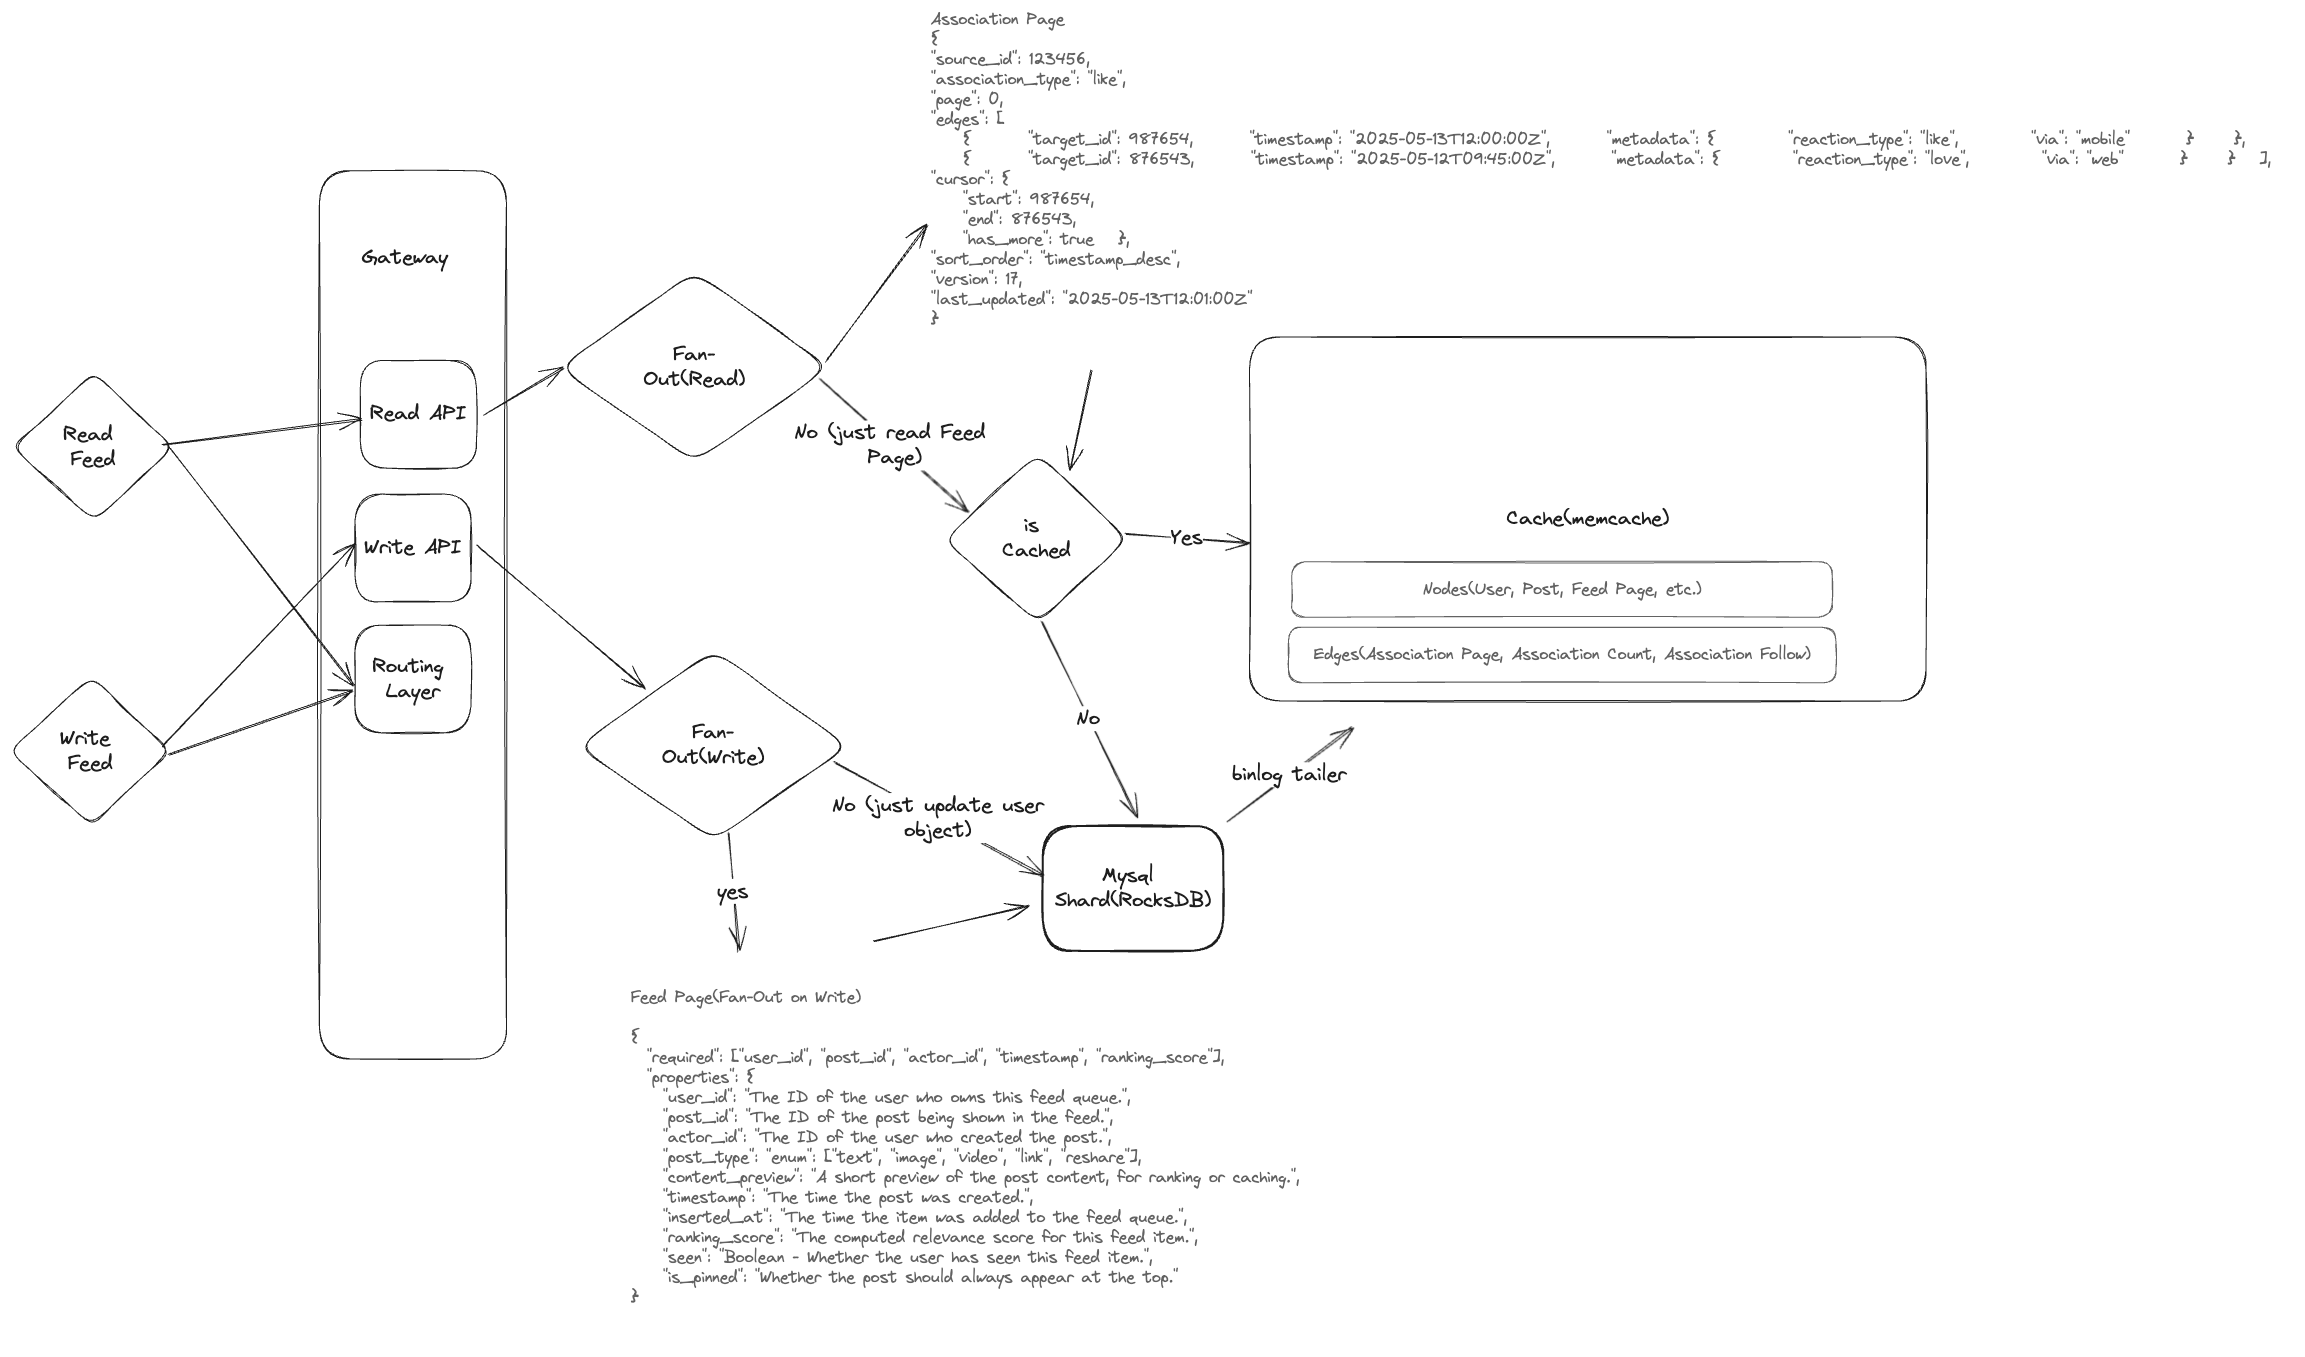 Association Page
{
"source_id": 123456,
"association_type": "like",
"page": 0,
"edges": [
{ "target_id": 987654, "timestamp": "2025-05-13T12:00:00Z", "metadata": { "reaction_type": "like", "via": "mobile" } },
{ "target_id": 876543, "timestamp": "2025-05-12T09:45:00Z", "metadata": { "reaction_type": "love", "via": "web" } } ],
"cursor": {
"start": 987654,
"end": 876543,
"has_more": true },
"sort_order": "timestamp_desc",
"version": 17,
"last_updated": "2025-05-13T12:01:00Z"
}
Gateway
Read
Feed
Read API
Write API
Routing
Layer
Write
Feed
Fan-
Out(Read)
No (just read Feed
Page)
is
Cached
Yes
Cache(memcache)
Nodes(User, Post, Feed Page, etc.)
Edges(Association Page, Association Count, Association Follow)
No
binlog tailer
Fan-
Out(Write)
No (just update user
object)
yes
Mysql
Shard(RocksDB)
Feed Page(Fan-Out on Write)
{
"required": ["user_id", "post_id", "actor_id", "timestamp", "ranking_score"],
"properties": {
"user_id": "The ID of the user who owns this feed queue.",
"post_id": "The ID of the post being shown in the feed.",
"actor_id": "The ID of the user who created the post.",
"post_type": "enum": ["text", "image", "video", "link", "reshare"],
"content_preview": "A short preview of the post content, for ranking or caching.",
"timestamp": "The time the post was created.",
"inserted_at": "The time the item was added to the feed queue.",
"ranking_score": "The computed relevance score for this feed item.",
"seen": "Boolean - Whether the user has seen this feed item.",
"is_pinned": "Whether the post should always appear at the top."
}